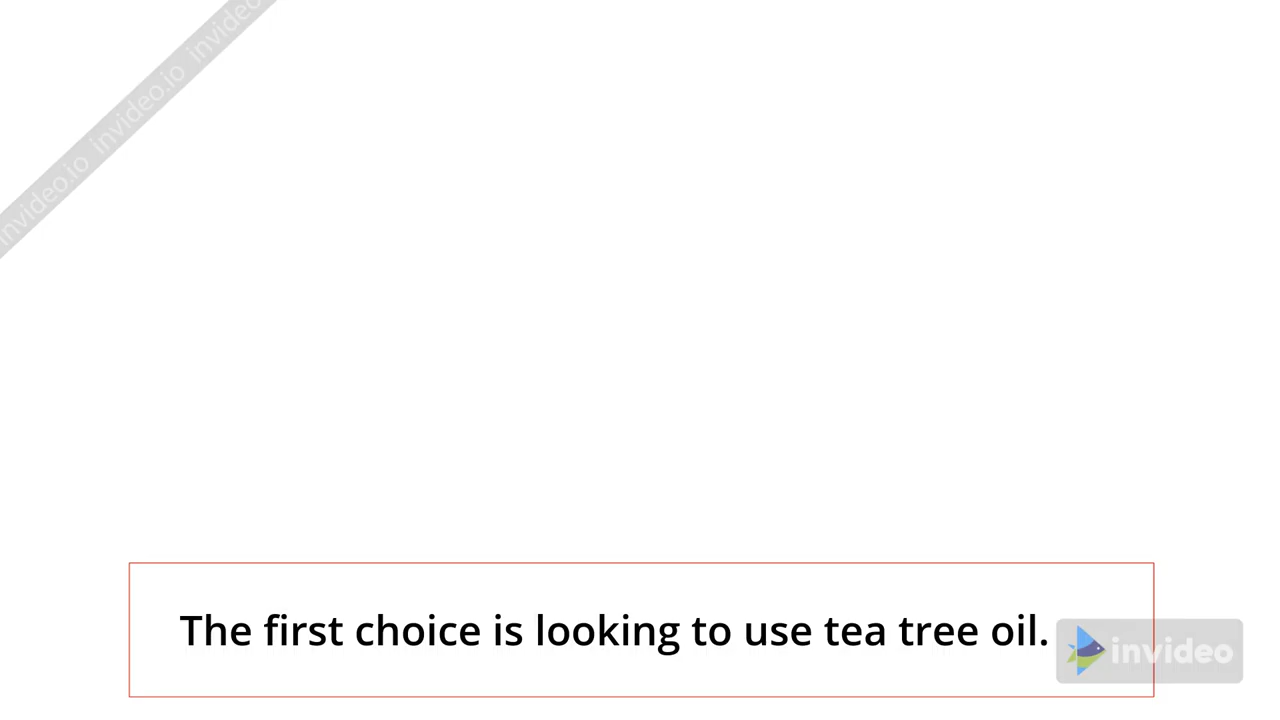 invideo.io invideo.io invideo
The first choice is looking to use tea tree oil.
invideo